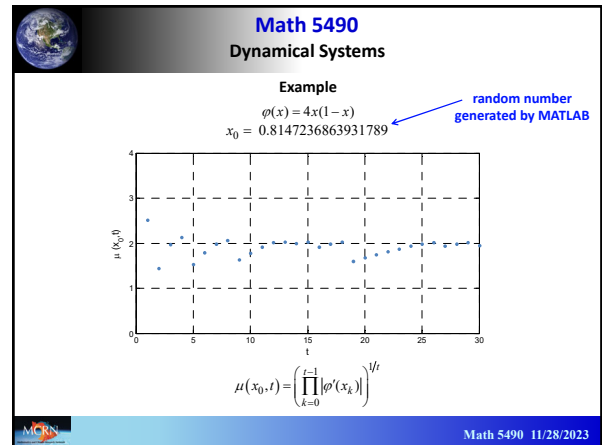 Math 5490
Dynamical Systems
Example
φ(x) = 4x(1−x)
x₀ = 0.8147236863931789
random number
generated by MATLAB
4
3
2
1
0
μ (x₀,t)
0 5 10 15 20 25 30
t
μ(x₀,t) = (∏_{k=0}^{t−1} |φ′(x_k)|)^{1/t}
MCRN
Math 5490 11/28/2023